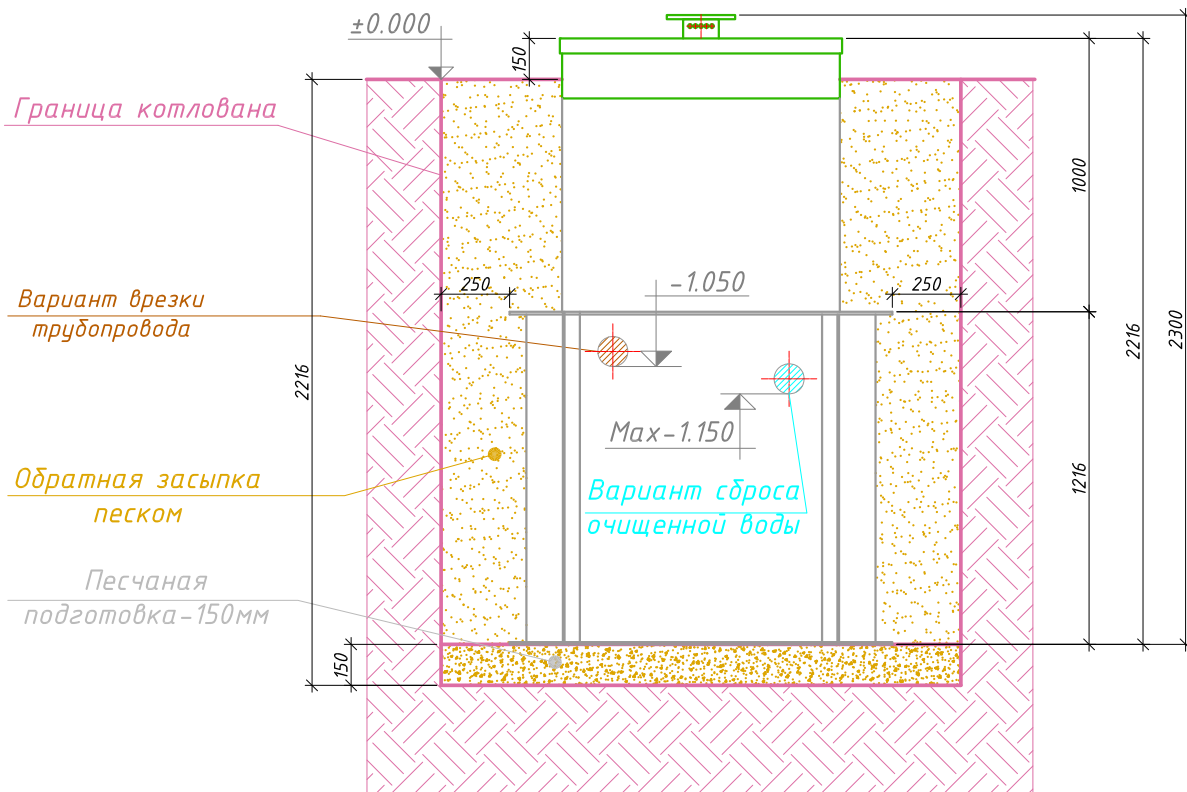 ±0.000
150
Граница котлована
1000
250
-1.050
250
Вариант врезки
трубопровода
2216
2216
2300
Max-1.150
Обратная засыпка
песком
Вариант сброса
очищенной воды
1216
Песчаная
подготовка-150мм
150